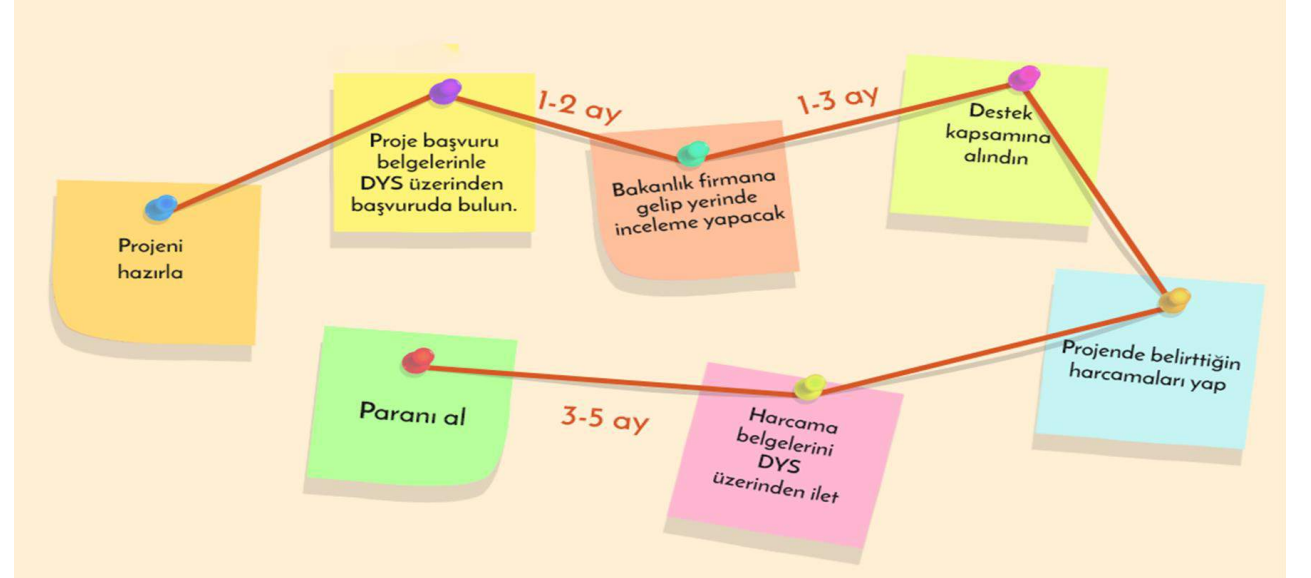 Projeni
hazırla
Proje başvuru
belgelerinle
DYS üzerinden
başvuruda bulun.
1-2 ay
Bakanlık firmana
gelip yerinde
inceleme yapacak
1-3 ay
Destek
kapsamına
alındın
Projende belirttiğin
harcamaları yap
Harcama
belgelerini
DYS
üzerinden ilet
3-5 ay
Paranı al